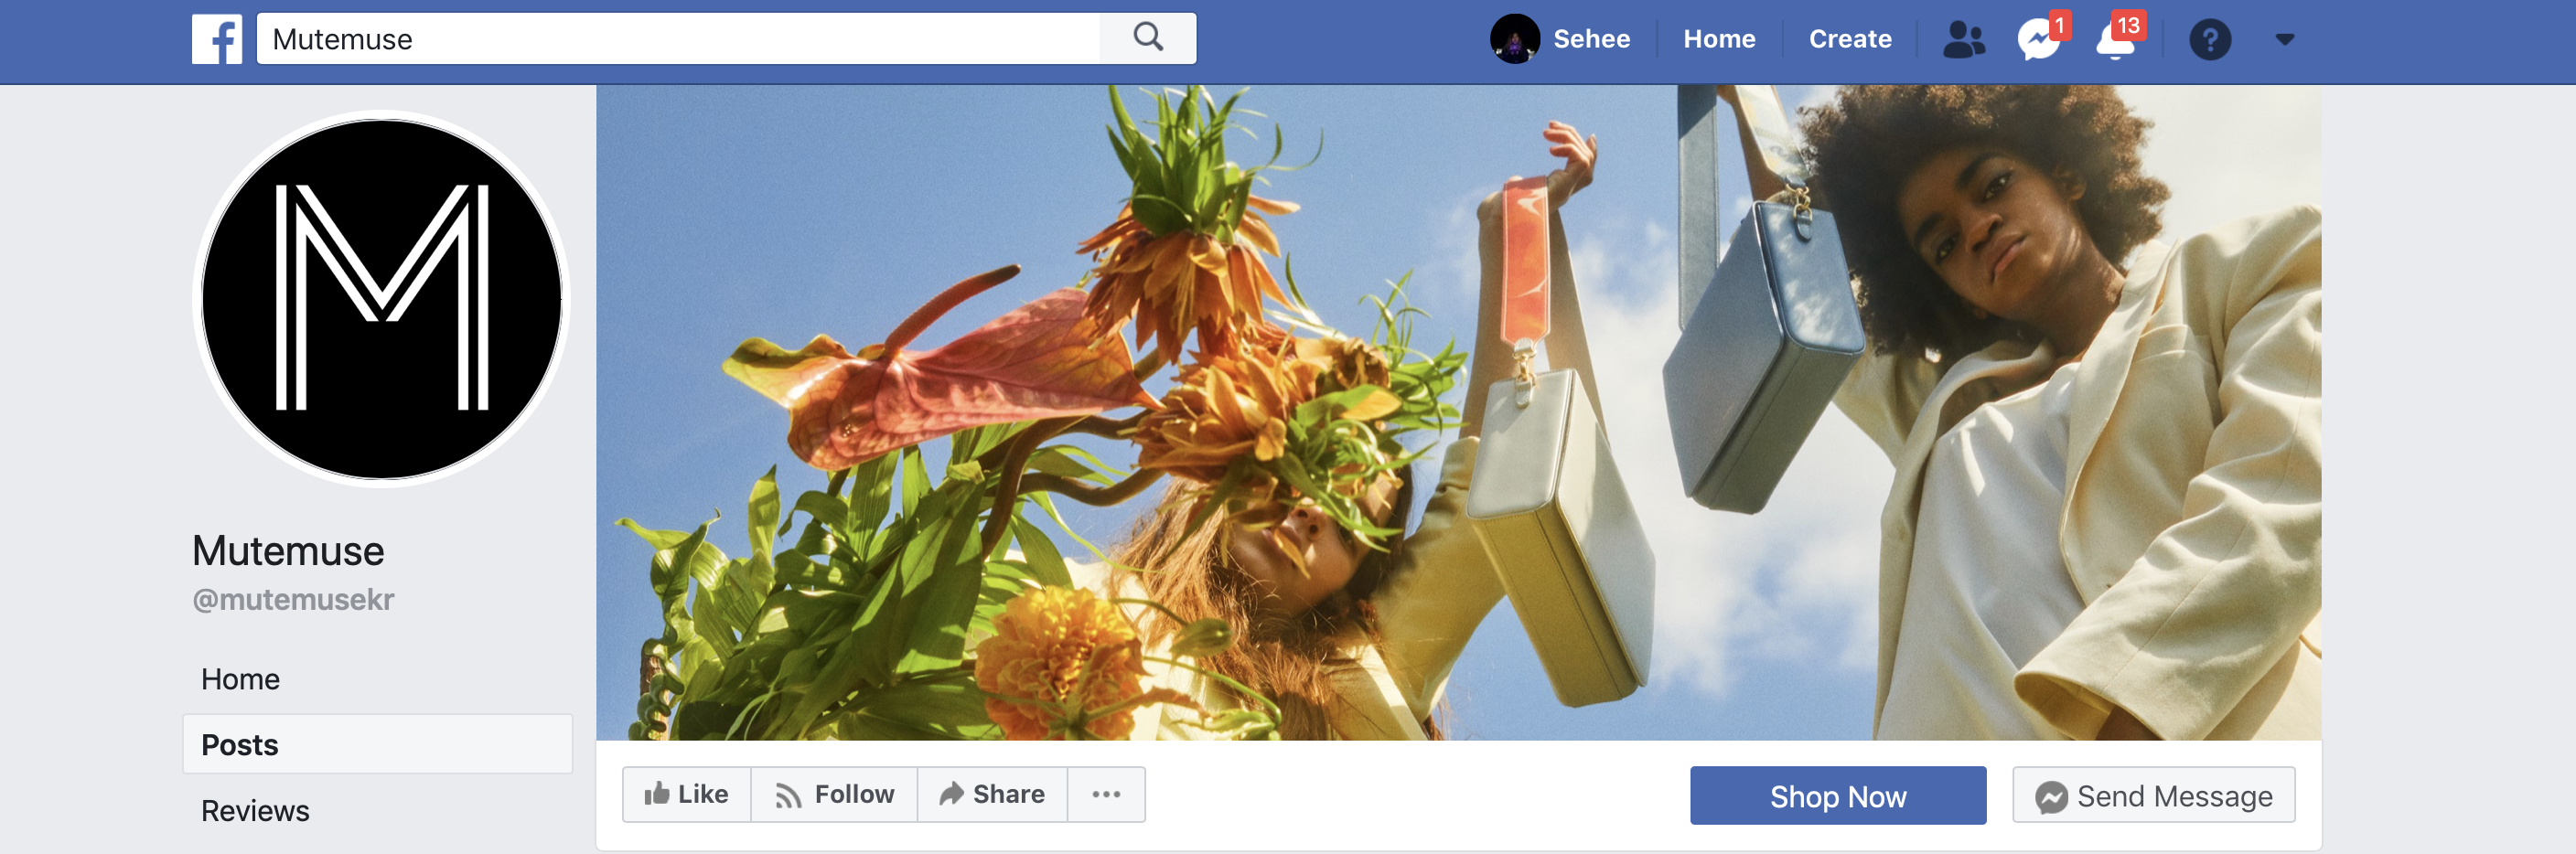 f
Mutemuse
Sehee
Home
Create
1
13
?
M
Mutemuse
@mutemusekr
Home
Posts
Reviews
Like
Follow
Share
Shop Now
Send Message